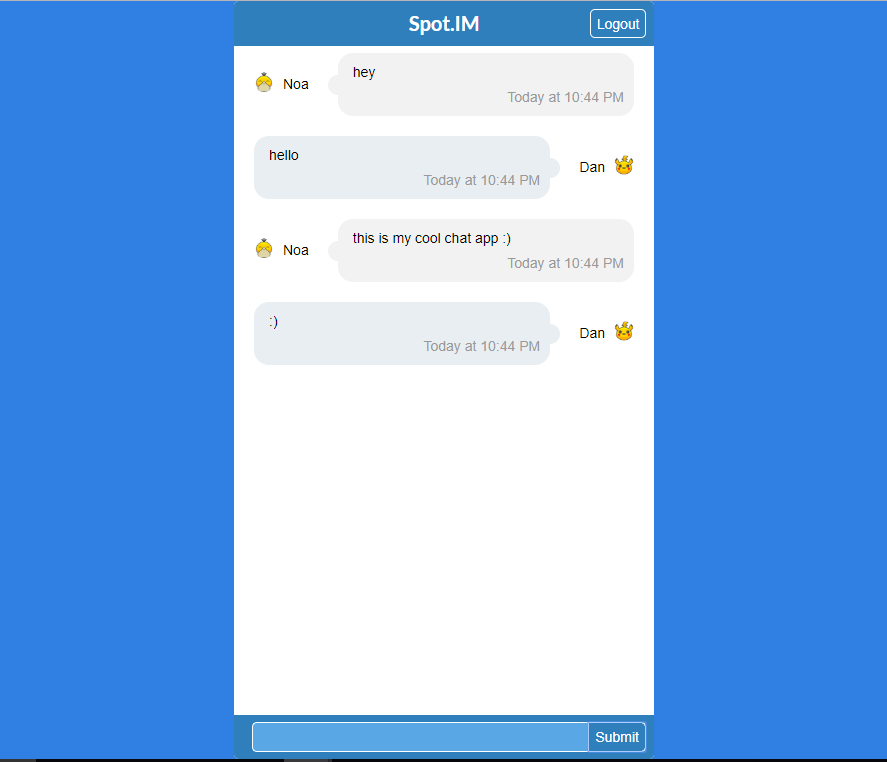 Spot.IM
Logout
Noa
hey
Today at 10:44 PM
hello
Today at 10:44 PM
Dan
Noa
this is my cool chat app :)
Today at 10:44 PM
:)
Today at 10:44 PM
Dan
Submit